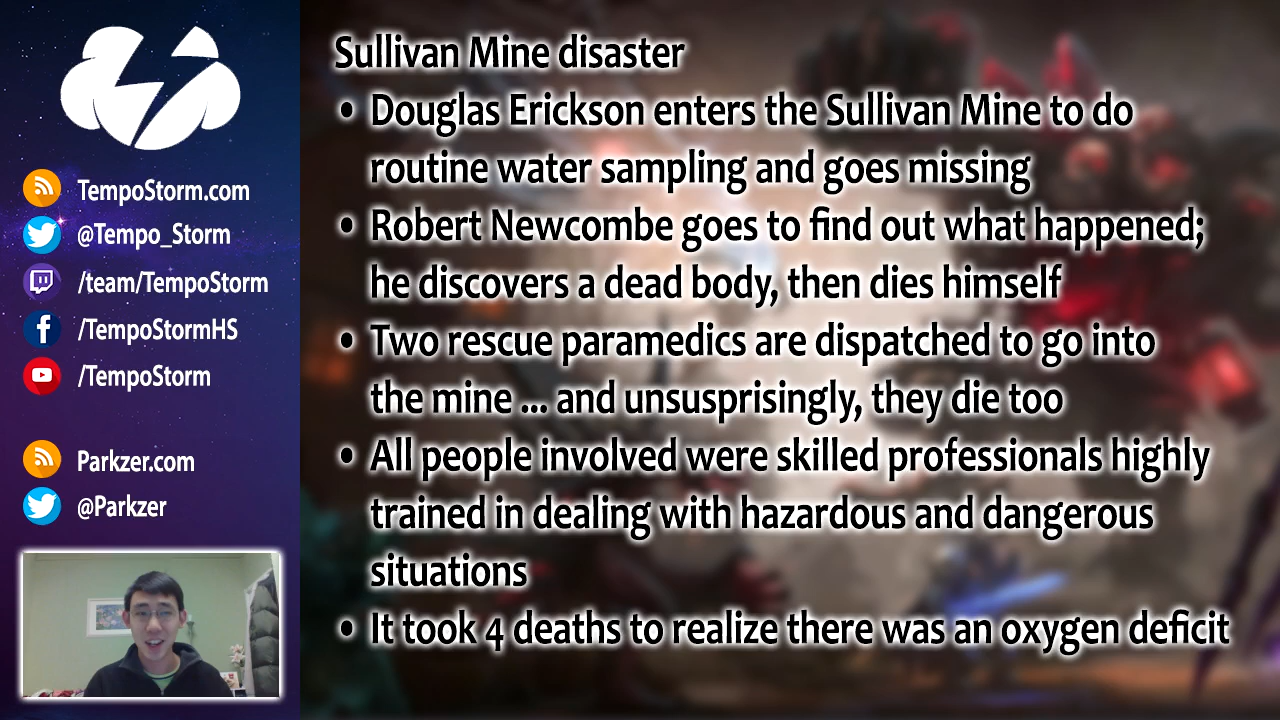 TempoStorm.com
@Tempo_Storm
/team/TempoStorm
/TempoStormHS
/TempoStorm
Parkzer.com
@Parkzer
Sullivan Mine disaster
• Douglas Erickson enters the Sullivan Mine to do
routine water sampling and goes missing
• Robert Newcombe goes to find out what happened;
he discovers a dead body, then dies himself
• Two rescue paramedics are dispatched to go into
the mine ... and unsusprisingly, they die too
• All people involved were skilled professionals highly
trained in dealing with hazardous and dangerous
situations
• It took 4 deaths to realize there was an oxygen deficit